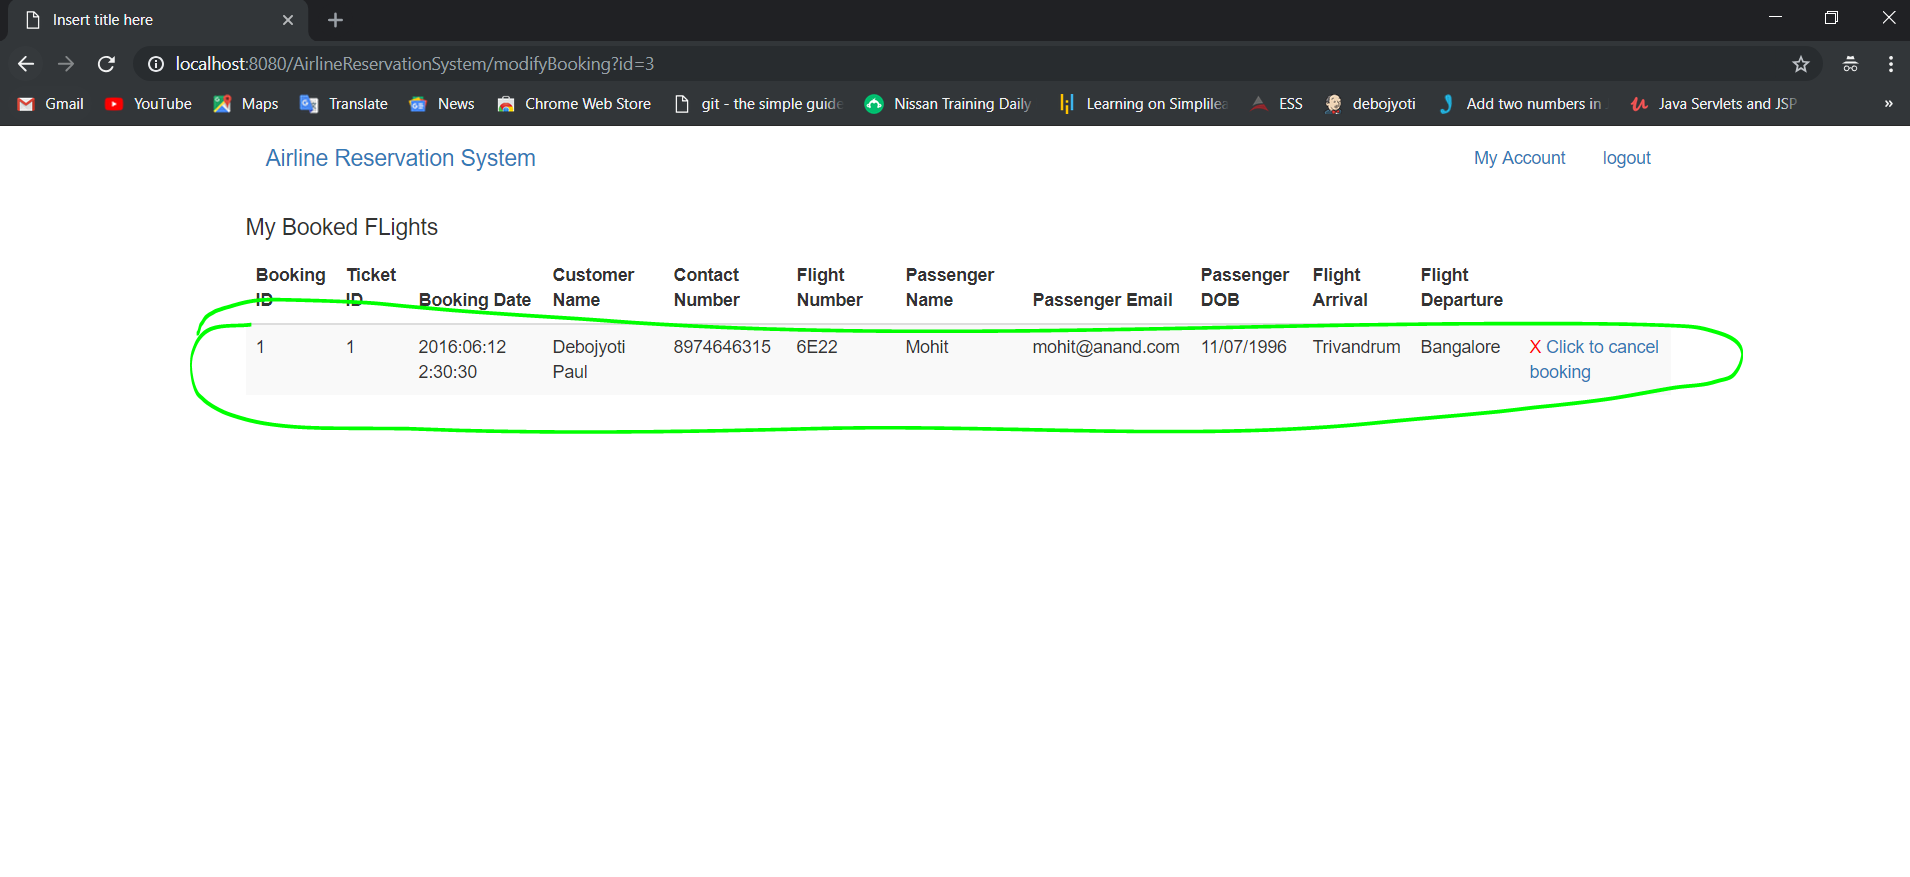 Insert title here
localhost:8080/AirlineReservationSystem/modifyBooking?id=3
Gmail YouTube Maps Translate News Chrome Web Store git - the simple guide Nissan Training Daily Learning on Simplilea ESS debojyoti Add two numbers in Java Servlets and JSP »
Airline Reservation System My Account logout
My Booked FLights
Booking Ticket Customer Contact Flight Passenger Passenger Flight Flight
ID ID Booking Date Name Number Number Name Passenger Email DOB Arrival Departure
1 1 2016:06:12 Debojyoti 8974646315 6E22 Mohit mohit@anand.com 11/07/1996 Trivandrum Bangalore X Click to cancel
2:30:30 Paul booking